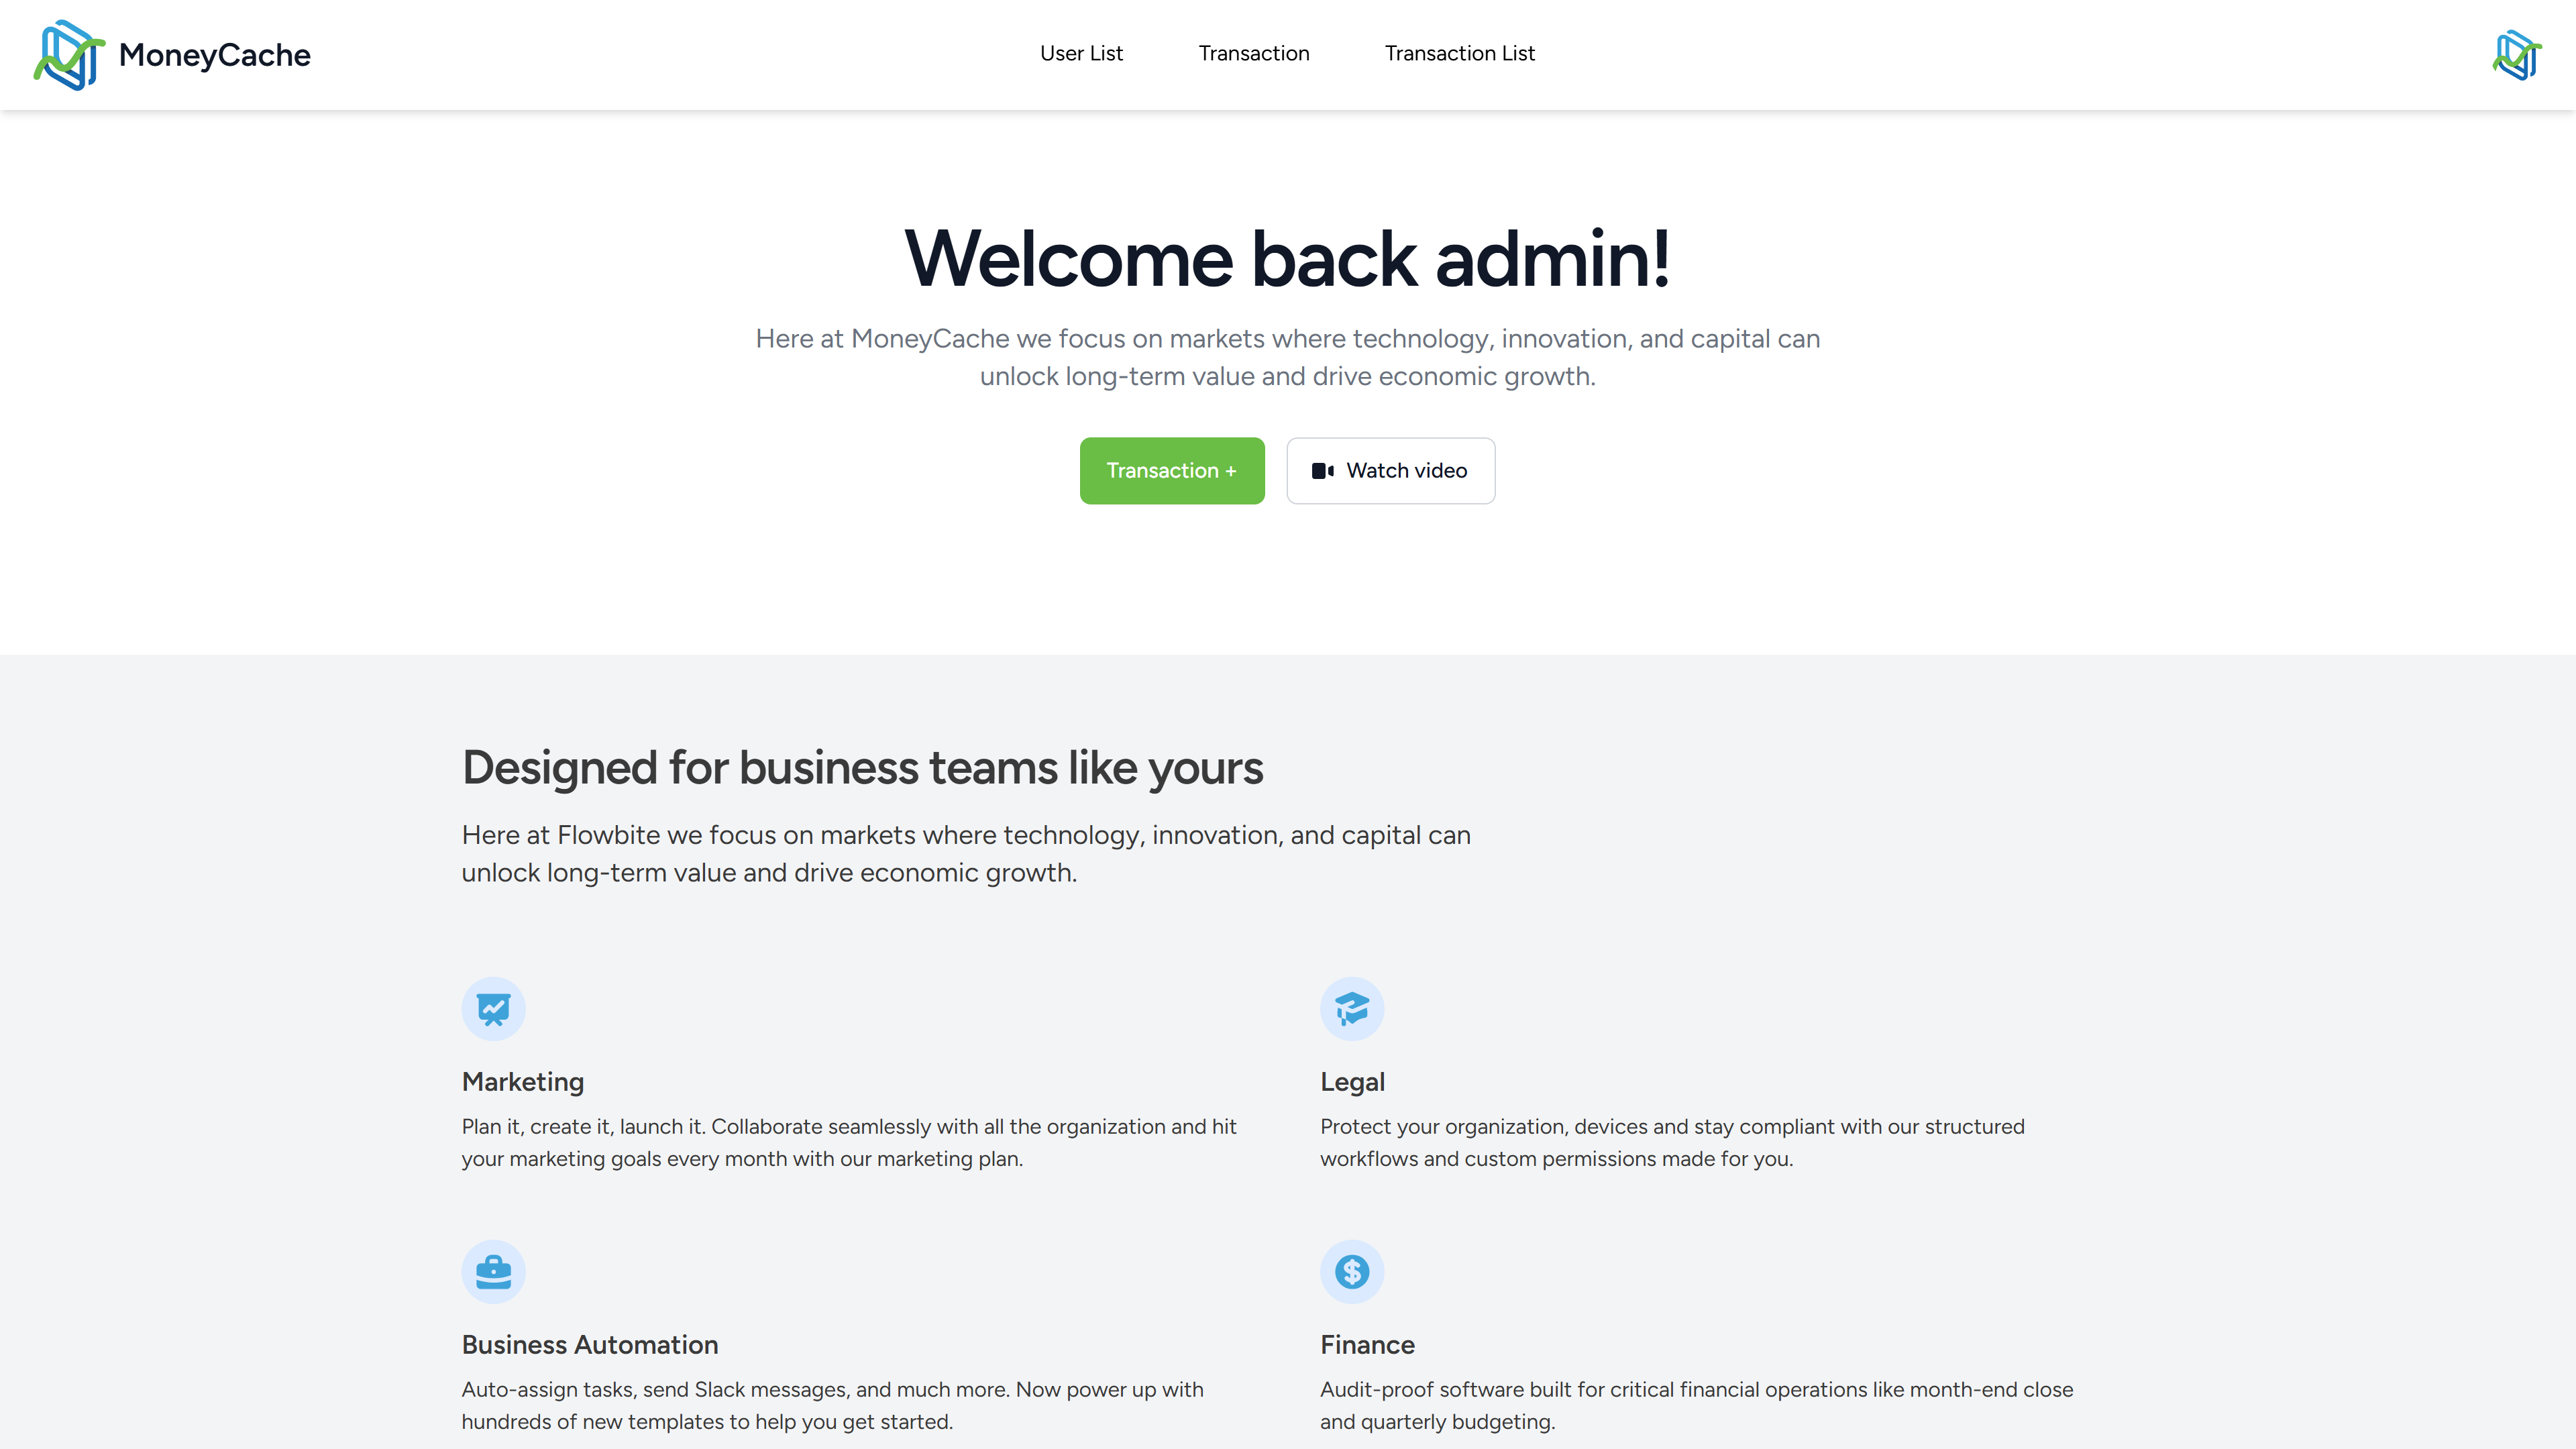 MoneyCache
User List
Transaction
Transaction List
Welcome back admin!
Here at MoneyCache we focus on markets where technology, innovation, and capital can
unlock long-term value and drive economic growth.
Transaction +
Watch video
Designed for business teams like yours
Here at Flowbite we focus on markets where technology, innovation, and capital can
unlock long-term value and drive economic growth.
Marketing
Plan it, create it, launch it. Collaborate seamlessly with all the organization and hit
your marketing goals every month with our marketing plan.
Legal
Protect your organization, devices and stay compliant with our structured
workflows and custom permissions made for you.
Business Automation
Auto-assign tasks, send Slack messages, and much more. Now power up with
hundreds of new templates to help you get started.
Finance
Audit-proof software built for critical financial operations like month-end close
and quarterly budgeting.